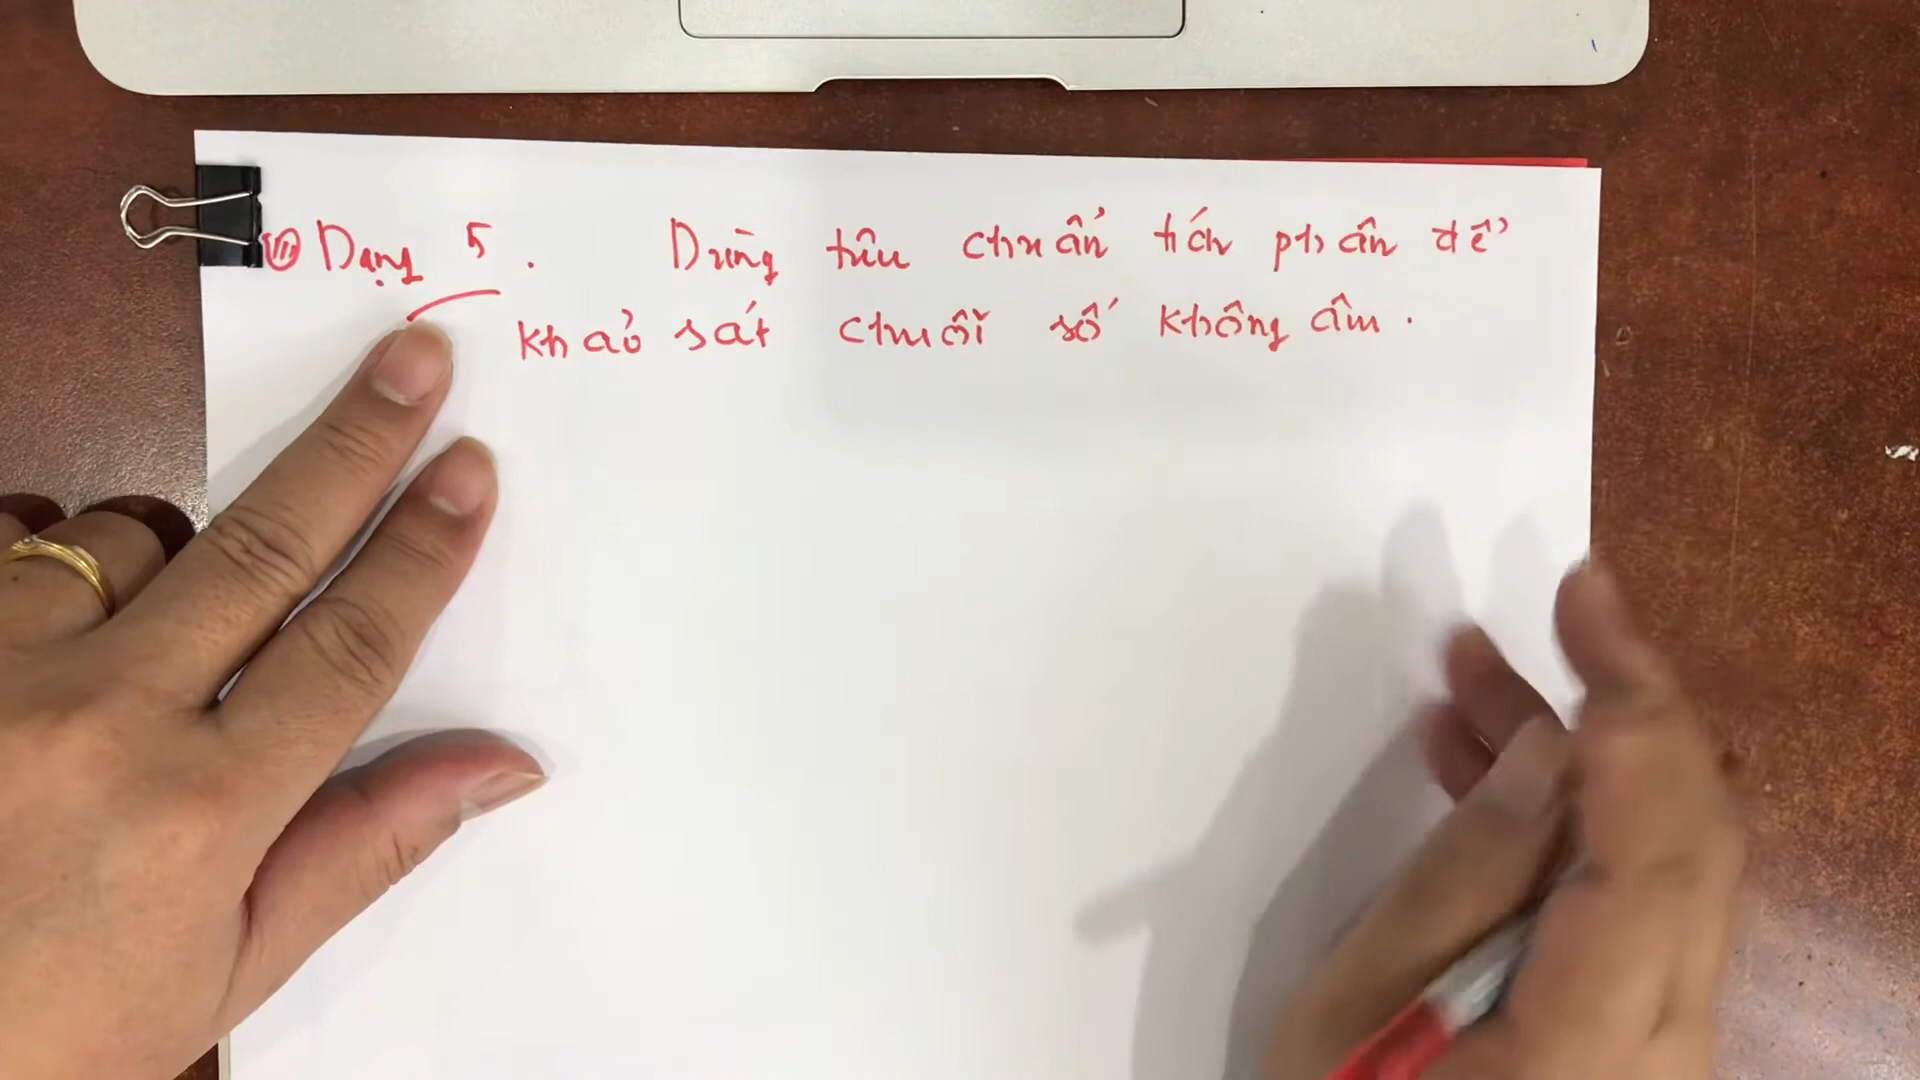 Dạng 5. Dùng tiêu chuẩn tích phân để
khảo sát chuỗi số không âm.